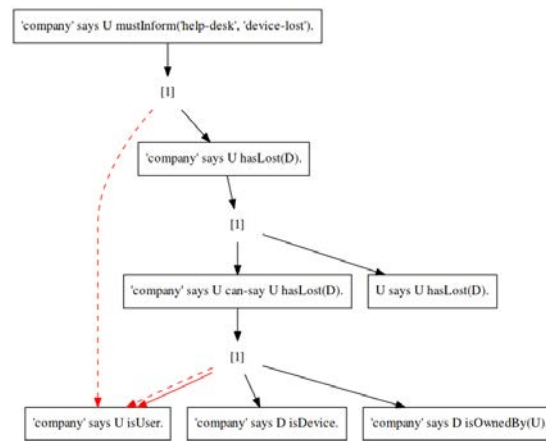 'company' says U mustInform('help-desk', 'device-lost').
[1]
'company' says U hasLost(D).
[1]
'company' says U can-say U hasLost(D).
U says U hasLost(D).
[1]
'company' says U isUser.
'company' says D isDevice.
'company' says D isOwnedBy(U).